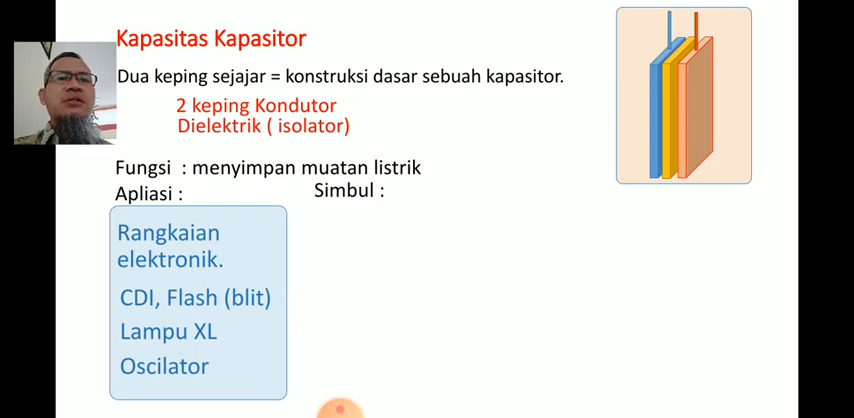 Kapasitas Kapasitor
Dua keping sejajar = konstruksi dasar sebuah kapasitor.
2 keping Kondutor
Dielektrik ( isolator)
Fungsi : menyimpan muatan listrik
Apliasi :
Simbul :
Rangkaian
elektronik.
CDI, Flash (blit)
Lampu XL
Oscilator